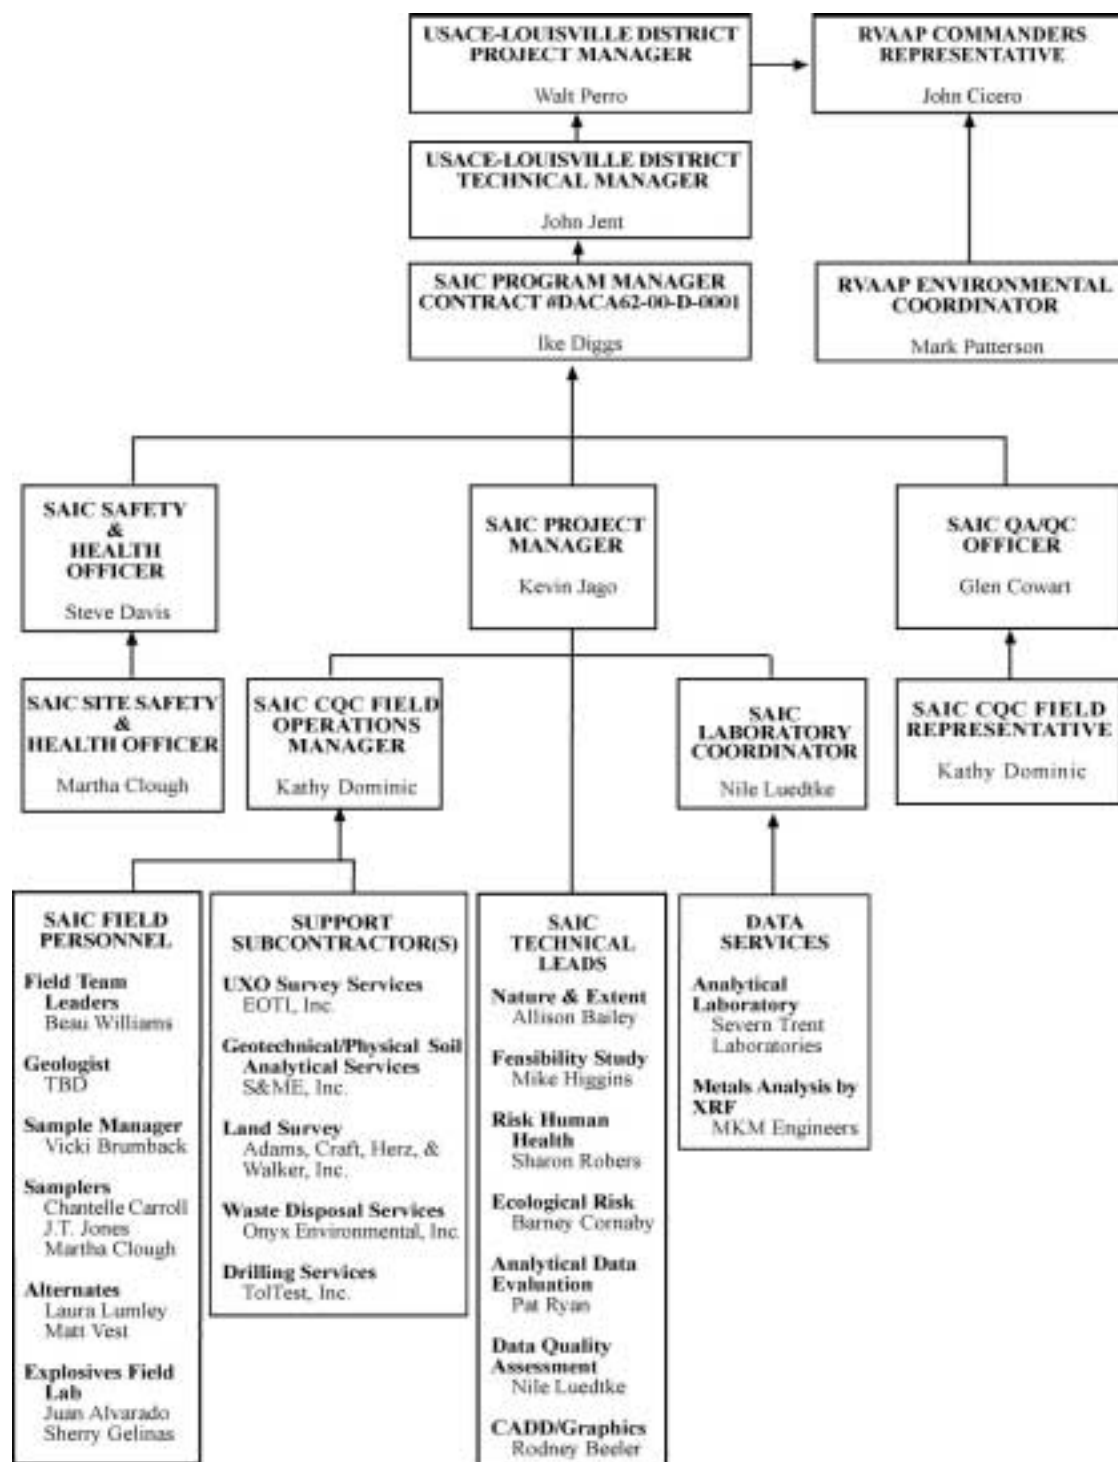 USACE-LOUISVILLE DISTRICT
PROJECT MANAGER
Walt Perro
RVAAP COMMANDERS
REPRESENTATIVE
John Cicero
USACE-LOUISVILLE DISTRICT
TECHNICAL MANAGER
John Jent
SAIC PROGRAM MANAGER
CONTRACT #DACA62-00-D-0001
Ike Diggs
RVAAP ENVIRONMENTAL
COORDINATOR
Mark Patterson
SAIC SAFETY
&
HEALTH
OFFICER
Steve Davis
SAIC PROJECT
MANAGER
Kevin Jago
SAIC QA/QC
OFFICER
Glen Cowart
SAIC SITE SAFETY
&
HEALTH OFFICER
Martha Clough
SAIC CQC FIELD
OPERATIONS
MANAGER
Kathy Dominic
SAIC
LABORATORY
COORDINATOR
Nile Luedtke
SAIC CQC FIELD
REPRESENTATIVE
Kathy Dominic
SAIC FIELD
PERSONNEL
Field Team
Leaders
Beau Williams
Geologist
TBD
Sample Manager
Vicki Brumback
Samplers
Chantelle Carroll
J.T. Jones
Martha Clough
Alternates
Laura Lumley
Matt Vest
Explosives Field
Lab
Juan Alvarado
Sherry Gelinas
SUPPORT
SUBCONTRACTOR(S)
UXO Survey Services
EOTI, Inc.
Geotechnical/Physical Soil
Analytical Services
S&ME, Inc.
Land Survey
Adams, Craft, Herz, &
Walker, Inc.
Waste Disposal Services
Onyx Environmental, Inc.
Drilling Services
TolTest, Inc.
SAIC
TECHNICAL
LEADS
Nature & Extent
Allison Bailey
Feasibility Study
Mike Higgins
Risk Human
Health
Sharon Robers
Ecological Risk
Barney Cornaby
Analytical Data
Evaluation
Pat Ryan
Data Quality
Assessment
Nile Luedtke
CADD/Graphics
Rodney Beeler
DATA
SERVICES
Analytical
Laboratory
Severn Trent
Laboratories
Metals Analysis by
XRF
MKM Engineers